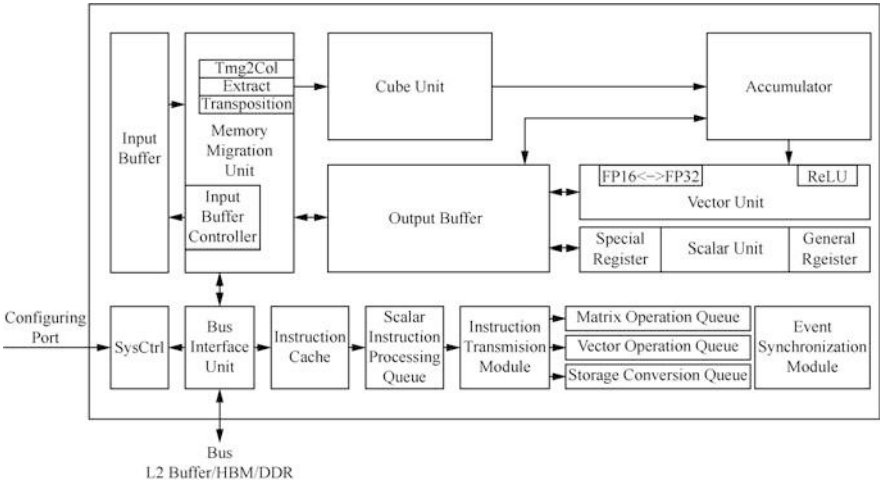 Tmg2Col
Extract
Transposition
Memory
Migration
Unit
Input
Buffer
Input
Buffer
Controller
Cube Unit
Accumulator
Output Buffer
FP16<->FP32
ReLU
Vector Unit
Special
Register
Scalar Unit
General
Rgeister
Configuring
Port
SysCtrl
Bus
Interface
Unit
Instruction
Cache
Scalar
Instruction
Processing
Queue
Instruction
Transmision
Module
Matrix Operation Queue
Vector Operation Queue
Storage Conversion Queue
Event
Synchronization
Module
Bus
L2 Buffer/HBM/DDR